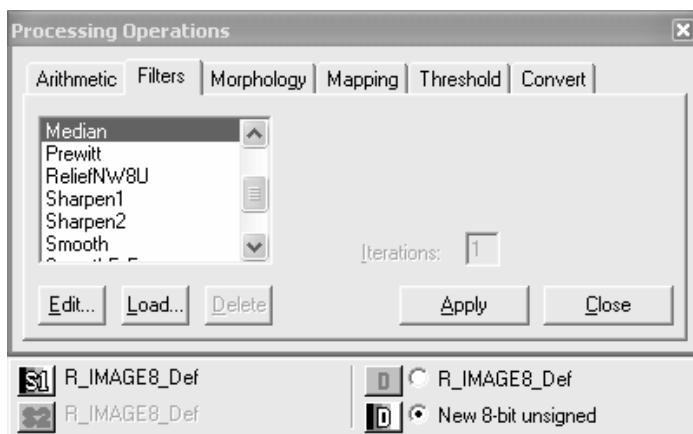 Processing Operations
Arithmetic Filters Morphology Mapping Threshold Convert
Median
Prewitt
ReliefNW8U
Sharpen1
Sharpen2
Smooth
Iterations: 1
Edit... Load... Delete Apply Close
S1 R_IMAGE8_Def D R_IMAGE8_Def
S2 R_IMAGE8_Def D New 8-bit unsigned